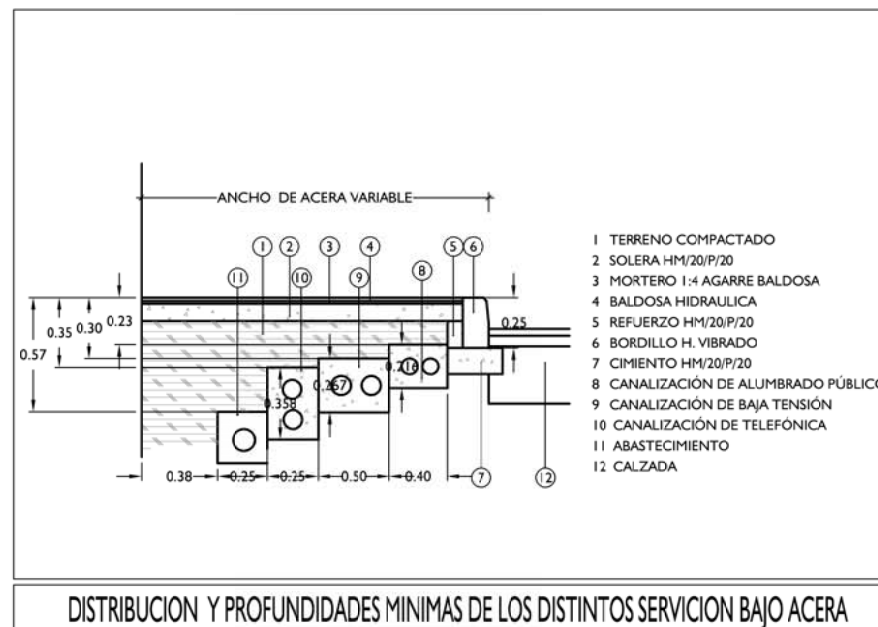 ANCHO DE ACERA VARIABLE
1 2 3 4 5 6
11 10 9 8
0.23
0.35 0.30
0.57
0.25
0.216
0.267
0.358
0.38 0.25 0.25 0.50 0.40 7 12
1 TERRENO COMPACTADO
2 SOLERA HM/20/P/20
3 MORTERO 1:4 AGARRE BALDOSA
4 BALDOSA HIDRAULICA
5 REFUERZO HM/20/P/20
6 BORDILLO H. VIBRADO
7 CIMIENTO HM/20/P/20
8 CANALIZACIÓN DE ALUMBRADO PÚBLICO
9 CANALIZACIÓN DE BAJA TENSIÓN
10 CANALIZACIÓN DE TELEFÓNICA
11 ABASTECIMIENTO
12 CALZADA
DISTRIBUCION Y PROFUNDIDADES MINIMAS DE LOS DISTINTOS SERVICION BAJO ACERA